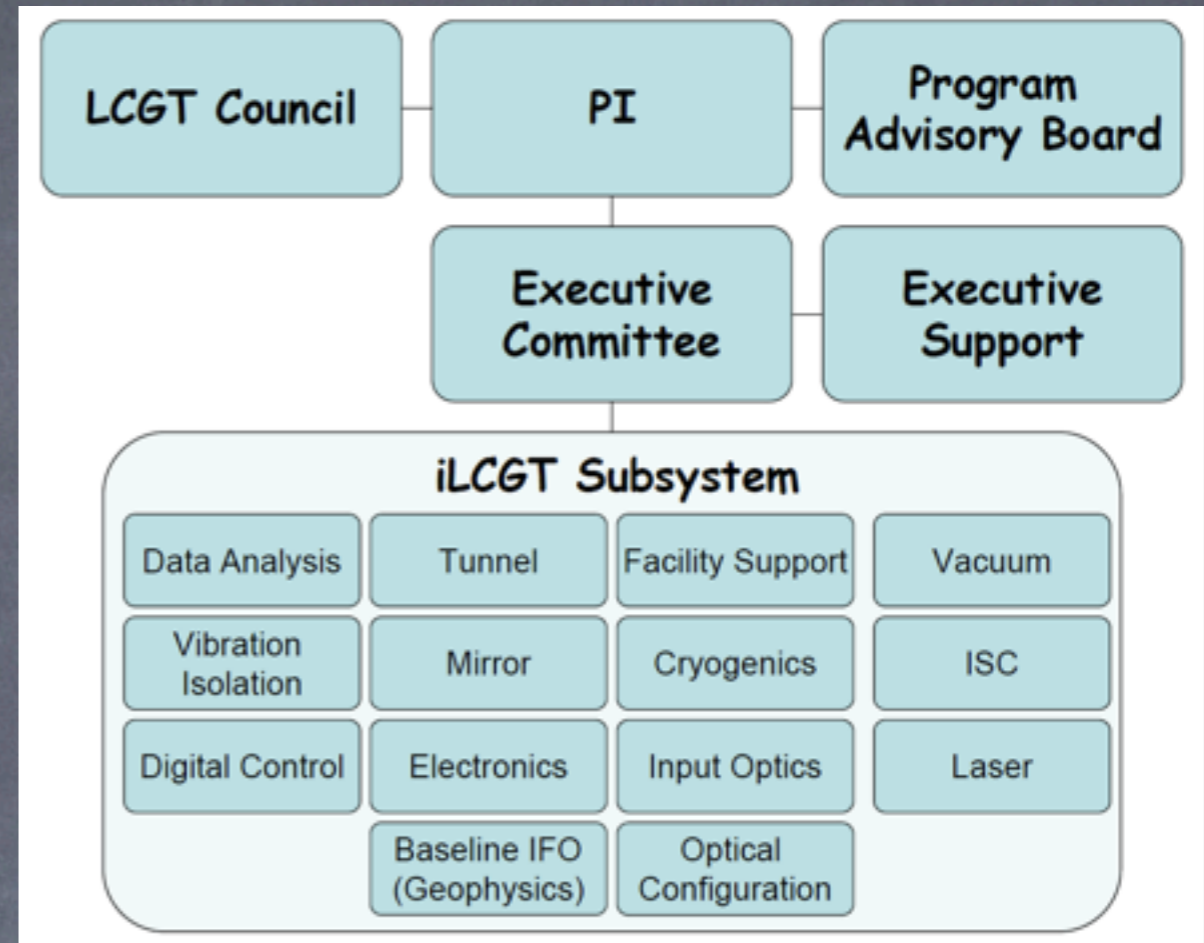 LCGT Council
PI
Program
Advisory Board
Executive
Committee
Executive
Support
iLCGT Subsystem
Data Analysis
Tunnel
Facility Support
Vacuum
Vibration
Isolation
Mirror
Cryogenics
ISC
Digital Control
Electronics
Input Optics
Laser
Baseline IFO
(Geophysics)
Optical
Configuration